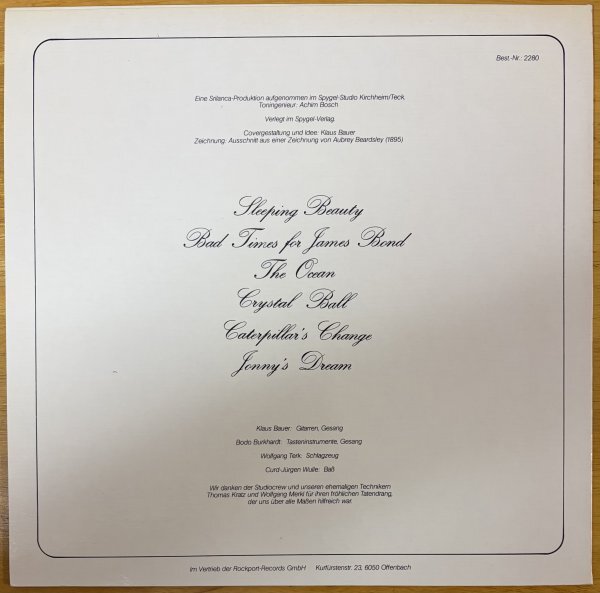 Best.-Nr.: 2280
Eine Srilanca-Produktion aufgenommen im Spygel-Studio Kirchheim/Teck.
Toningenieur: Achim Bosch
Verlegt im Spygel-Verlag.
Covergestaltung und Idee: Klaus Bauer
Zeichnung: Ausschnitt aus einer Zeichnung von Aubrey Beardsley (1895)
Sleeping Beauty
Bad Times for James Bond
The Ocean
Crystal Ball
Caterpillar's Change
Jonny's Dream
Klaus Bauer: Gitarren, Gesang
Bodo Burkhardt: Tasteninstrumente, Gesang
Wolfgang Terk: Schlagzeug
Curd-Jürgen Wulle: Baß
Wir danken der Studiocrew und unseren ehemaligen Technikern
Thomas Kratz und Wolfgang Merkl für ihren fröhlichen Tatendrang,
der uns über alle Maßen hilfreich war.
Im Vertrieb der Rockport-Records GmbH Kurfürstenstr. 23, 6050 Offenbach